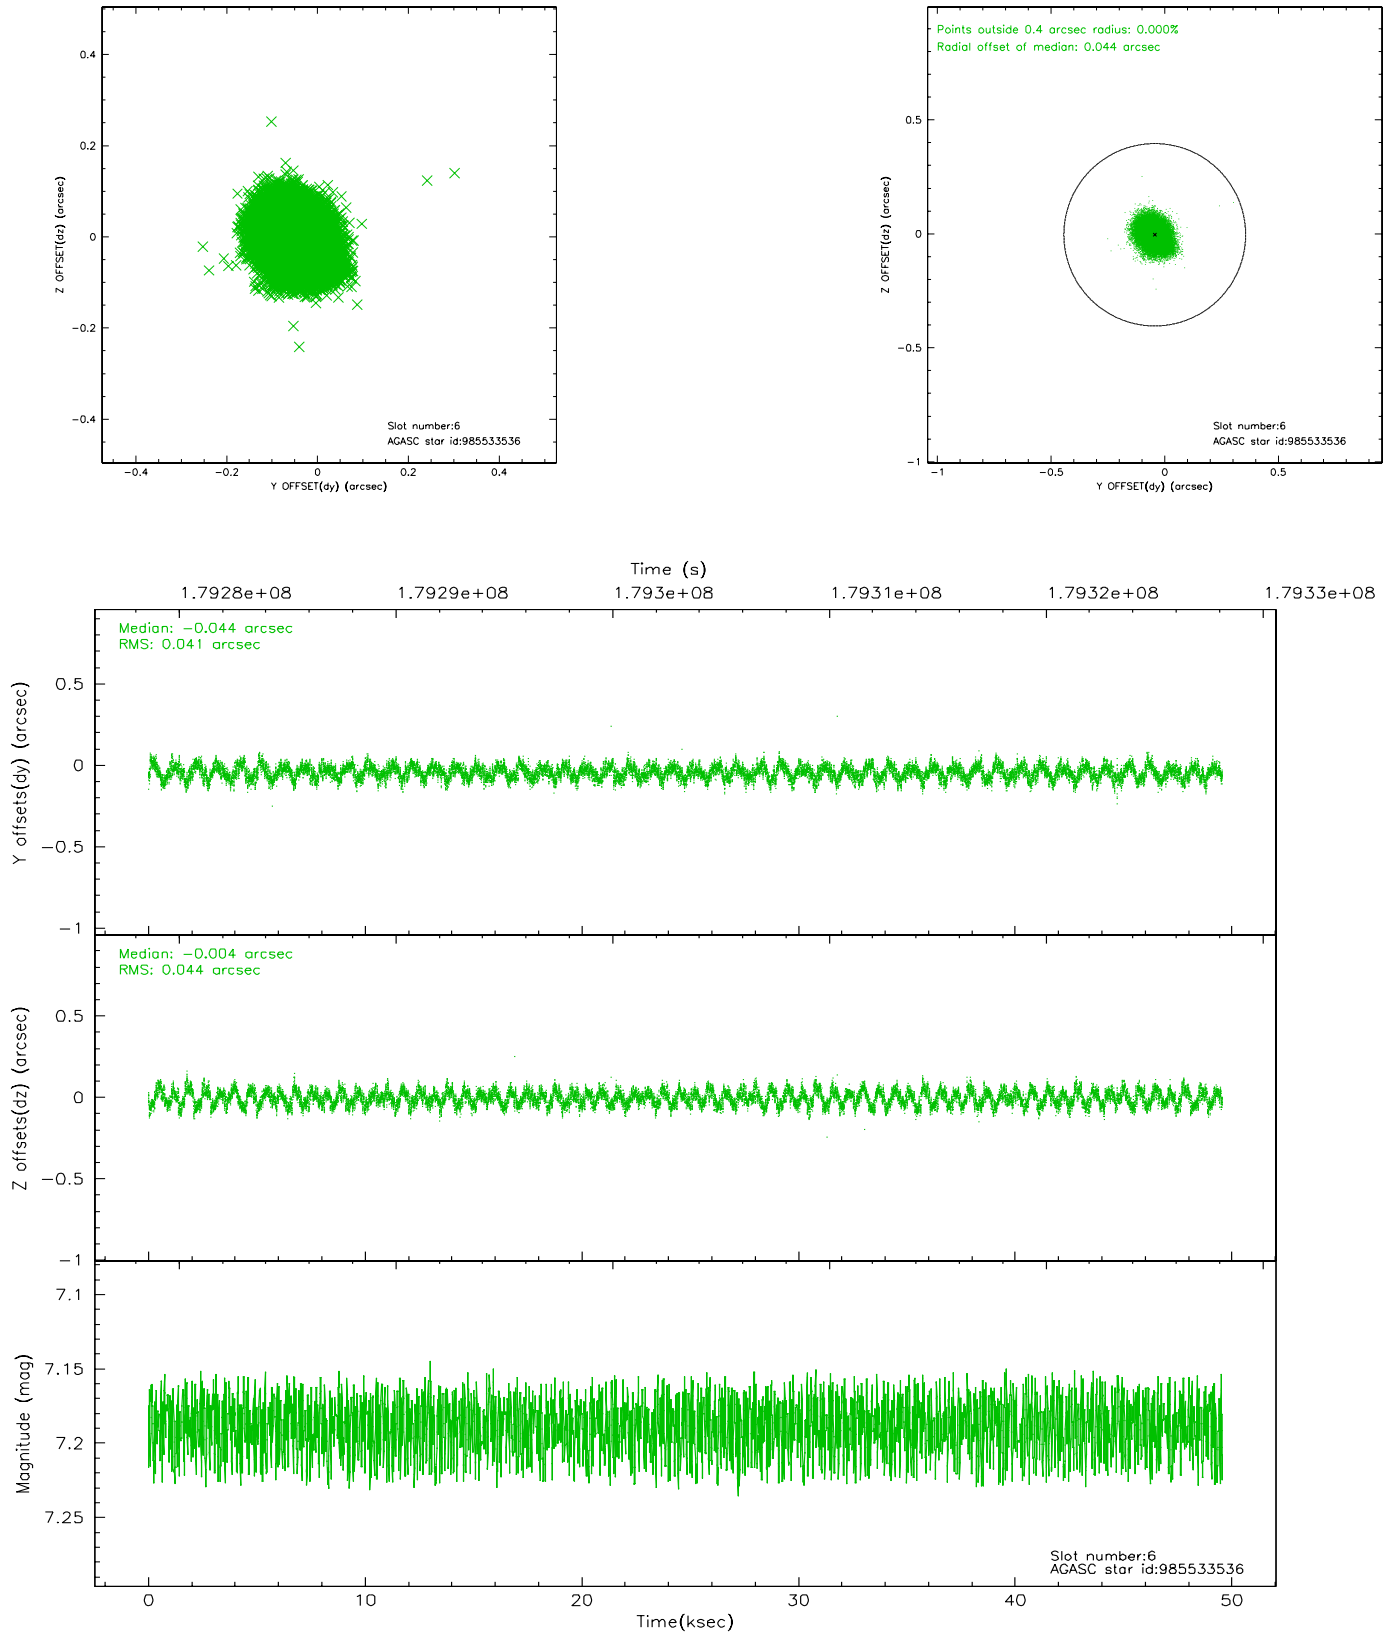 0.4
0.2
0
−0.2
−0.4
Z OFFSET(dz) (arcsec)
Slot number:6
AGASC star id:985533536
−0.4 −0.2 0 0.2 0.4
Y OFFSET(dy) (arcsec)
Points outside 0.4 arcsec radius: 0.000%
Radial offset of median: 0.044 arcsec
0.5
0
−0.5
−1
Z OFFSET(dz) (arcsec)
Slot number:6
AGASC star id:985533536
−1 −0.5 0 0.5
Y OFFSET(dy) (arcsec)
Time (s)
1.7928e+08 1.7929e+08 1.793e+08 1.7931e+08 1.7932e+08 1.7933e+08
Median: −0.044 arcsec
RMS: 0.041 arcsec
0.5
0
−0.5
−1
Y offsets(dy) (arcsec)
Median: −0.004 arcsec
RMS: 0.044 arcsec
0.5
0
−0.5
−1
Z offsets(dz) (arcsec)
7.1
7.15
7.2
7.25
Magnitude (mag)
Slot number:6
AGASC star id:985533536
0 10 20 30 40 50
Time(ksec)